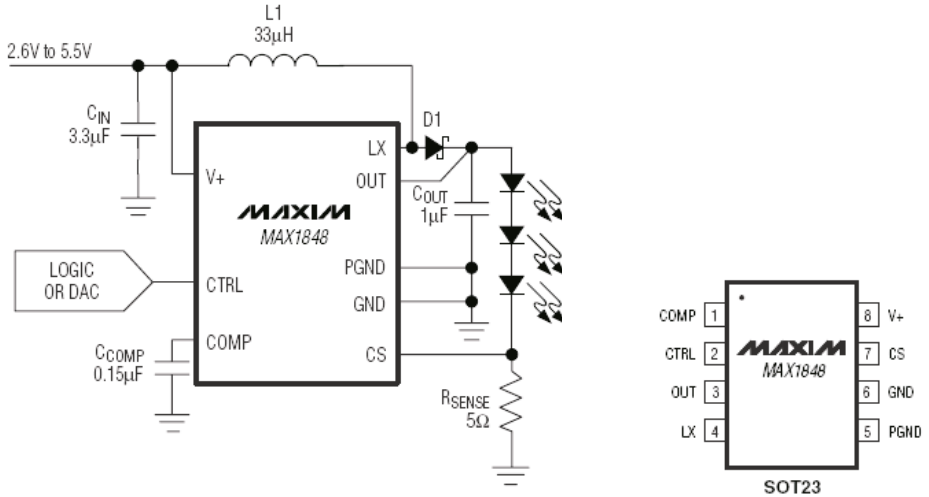 L1
33µH
2.6V to 5.5V
CIN
3.3µF
D1
LX
V+
OUT
COUT
1µF
MAXIM
MAX1848
LOGIC
OR DAC
CTRL
PGND
GND
COMP
CS
CCOMP
0.15µF
RSENSE
5Ω
COMP 1
CTRL 2
OUT 3
LX 4
MAXIM
MAX1848
8 V+
7 CS
6 GND
5 PGND
SOT23